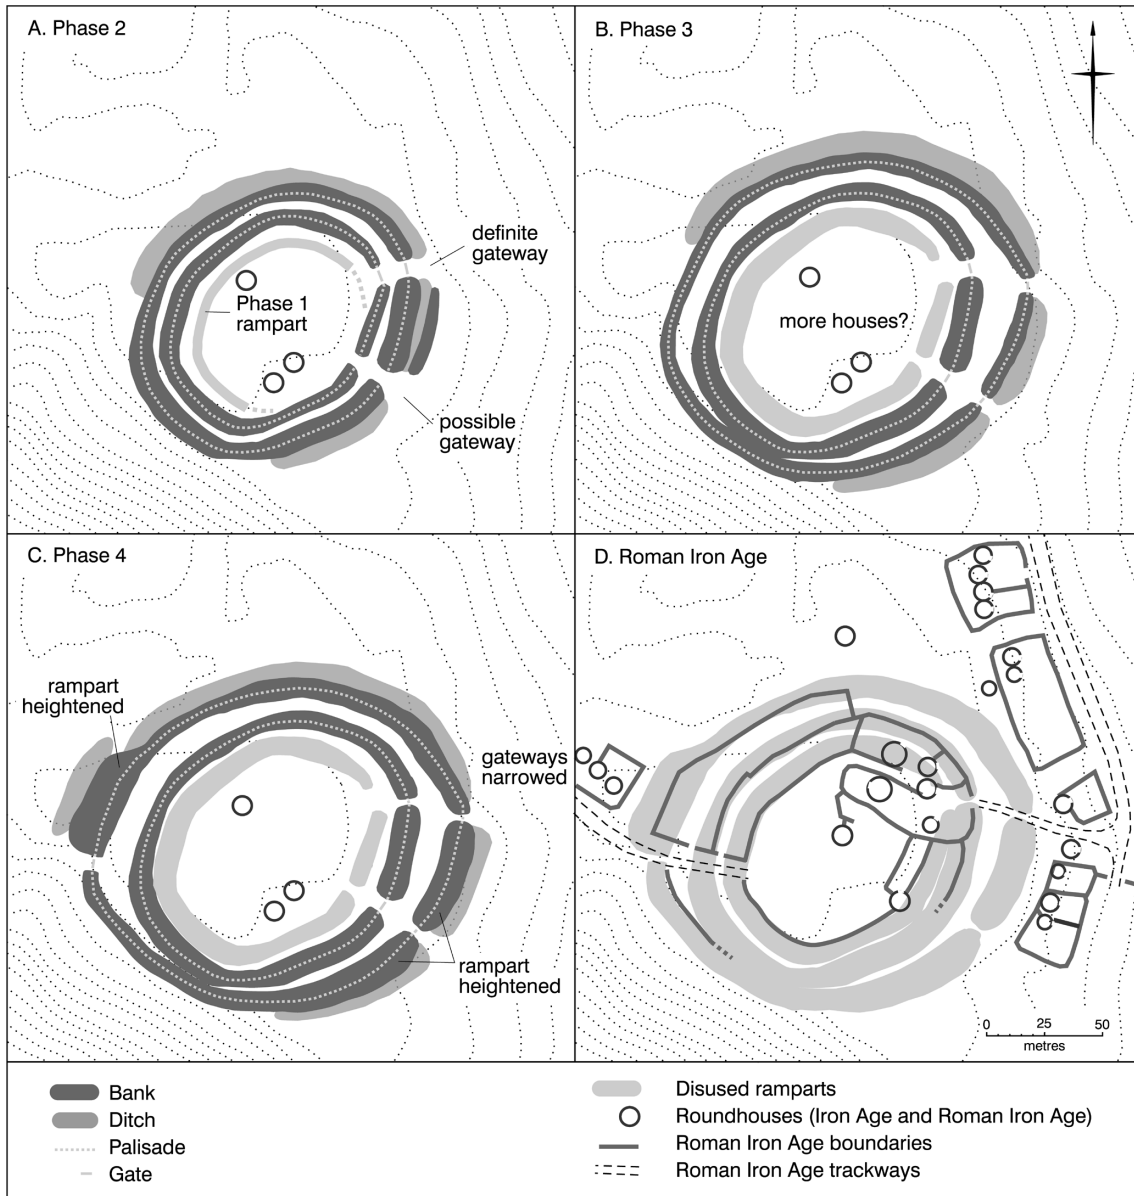 A. Phase 2
definite
gateway
Phase 1
rampart
possible
gateway
B. Phase 3
more houses?
C. Phase 4
rampart
heightened
gateways
narrowed
rampart
heightened
D. Roman Iron Age
0 25 50
metres
Bank
Ditch
Palisade
Gate
Disused ramparts
Roundhouses (Iron Age and Roman Iron Age)
Roman Iron Age boundaries
Roman Iron Age trackways